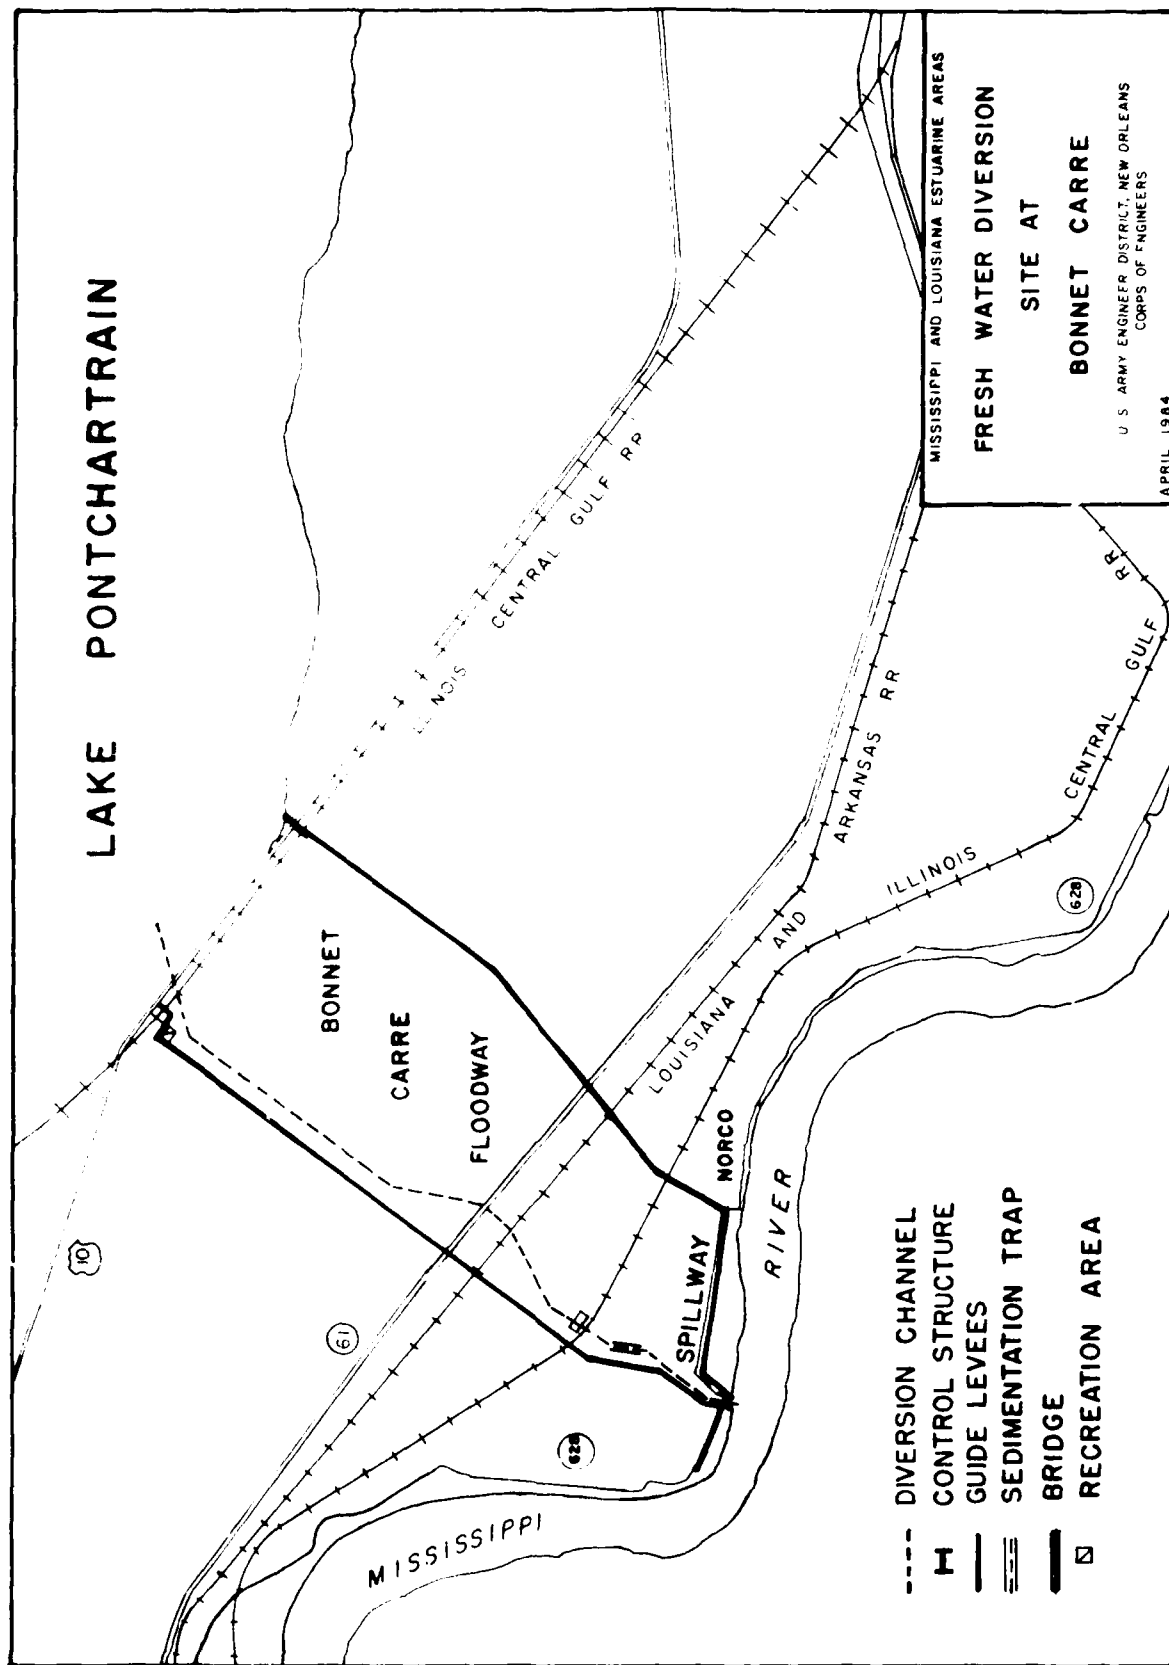 LAKE PONTCHARTRAIN
10
61
BONNET
CARRE
FLOODWAY
CENTRAL GULF RR
LOUISIANA AND ARKANSAS RR
ILLINOIS CENTRAL GULF RR
628
628
NORCO
SPILLWAY
MISSISSIPPI RIVER
---- DIVERSION CHANNEL
CONTROL STRUCTURE
GUIDE LEVEES
SEDIMENTATION TRAP
BRIDGE
RECREATION AREA
MISSISSIPPI AND LOUISIANA ESTUARINE AREAS
FRESH WATER DIVERSION
SITE AT
BONNET CARRE
U S ARMY ENGINEER DISTRICT, NEW ORLEANS
CORPS OF ENGINEERS
APRIL 1984